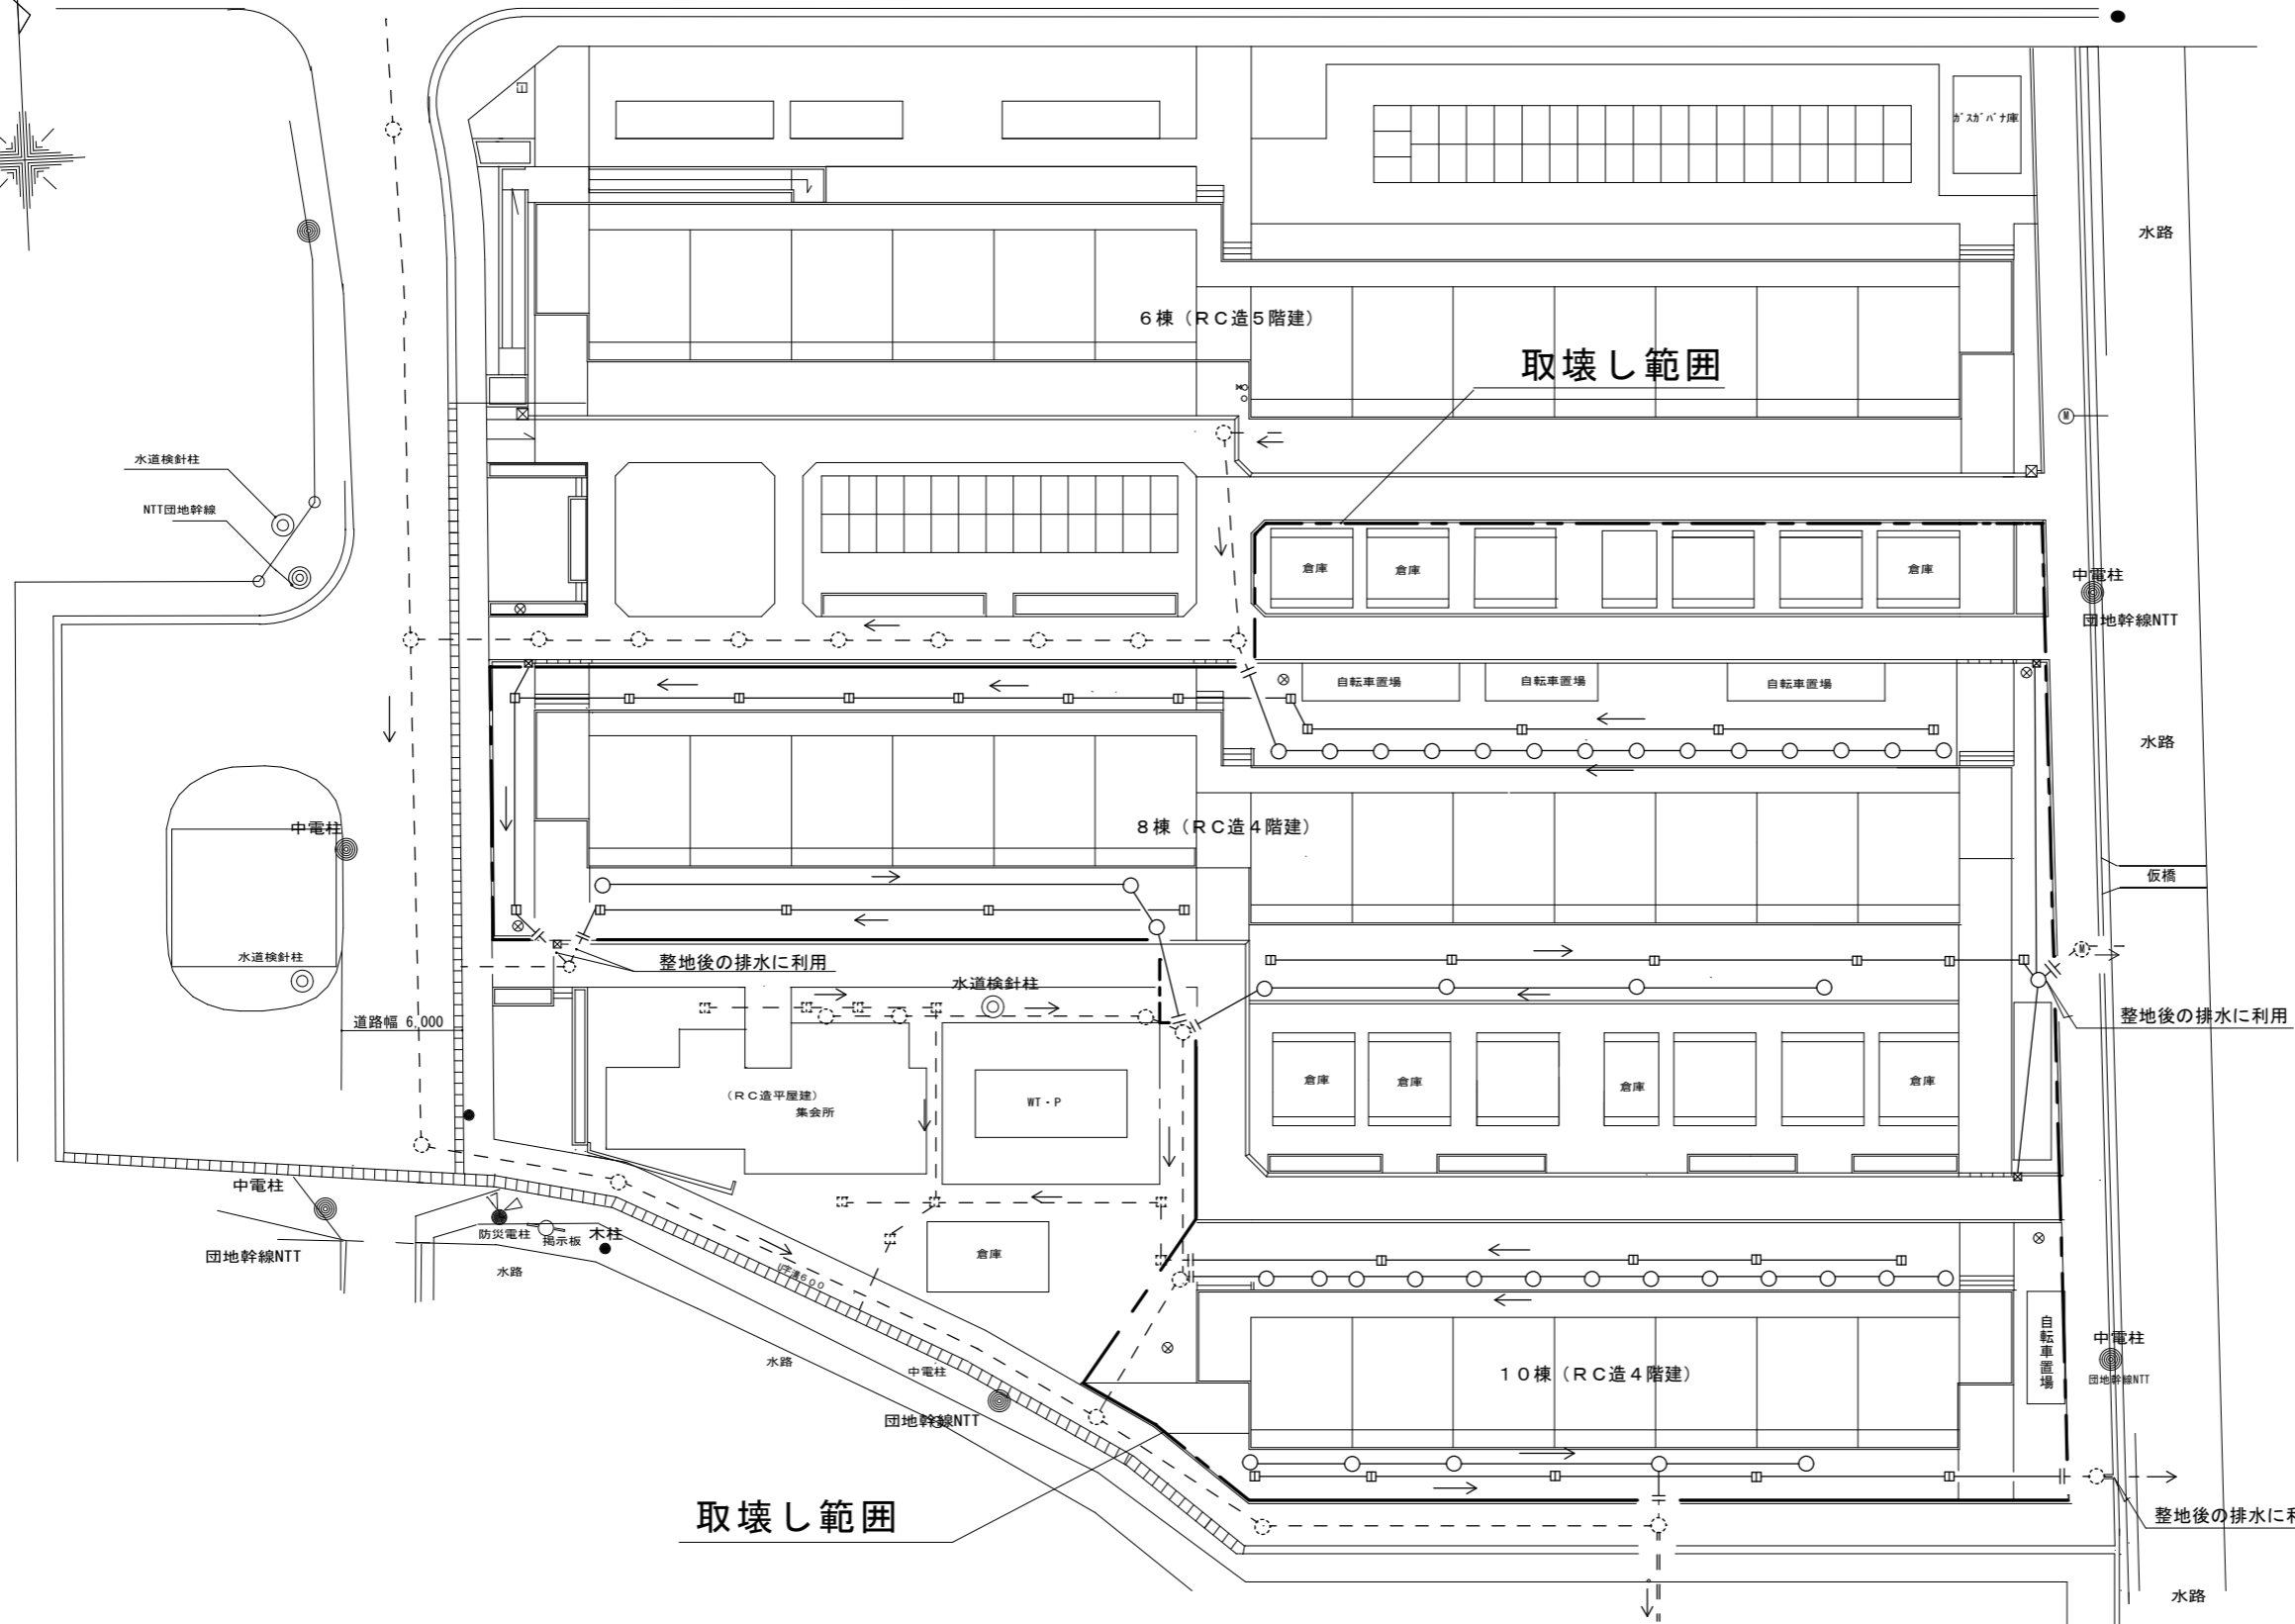 ガスガバナ庫
水路
６棟（ＲＣ造５階建）
取壊し範囲
M
水道検針柱
NTT団地幹線
倉庫
倉庫
倉庫
中電柱
団地幹線NTT
自転車置場
自転車置場
自転車置場
水路
中電柱
８棟（ＲＣ造４階建）
仮橋
水道検針柱
整地後の排水に利用
M
水道検針柱
道路幅 6,000
整地後の排水に利用
（ＲＣ造平屋建）
集会所
WT・P
倉庫
倉庫
倉庫
倉庫
中電柱
防災電柱
掲示板
木柱
団地幹線NTT
水路
倉庫
自転車置場
中電柱
団地幹線NTT
水路
中電柱
１０棟（ＲＣ造４階建）
団地幹線NTT
取壊し範囲
整地後の排水に利
水路